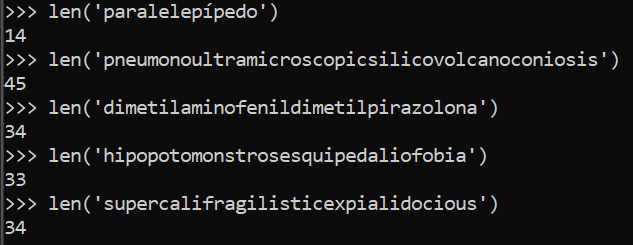 >>> len('paralelepípedo')
14
>>> len('pneumonoultramicroscopicsilicovolcanoconiosis')
45
>>> len('dimetilaminofenildimetilpirazolona')
34
>>> len('hipopotomonstrosesquipedaliofobia')
33
>>> len('supercalifragilisticexpialidocious')
34